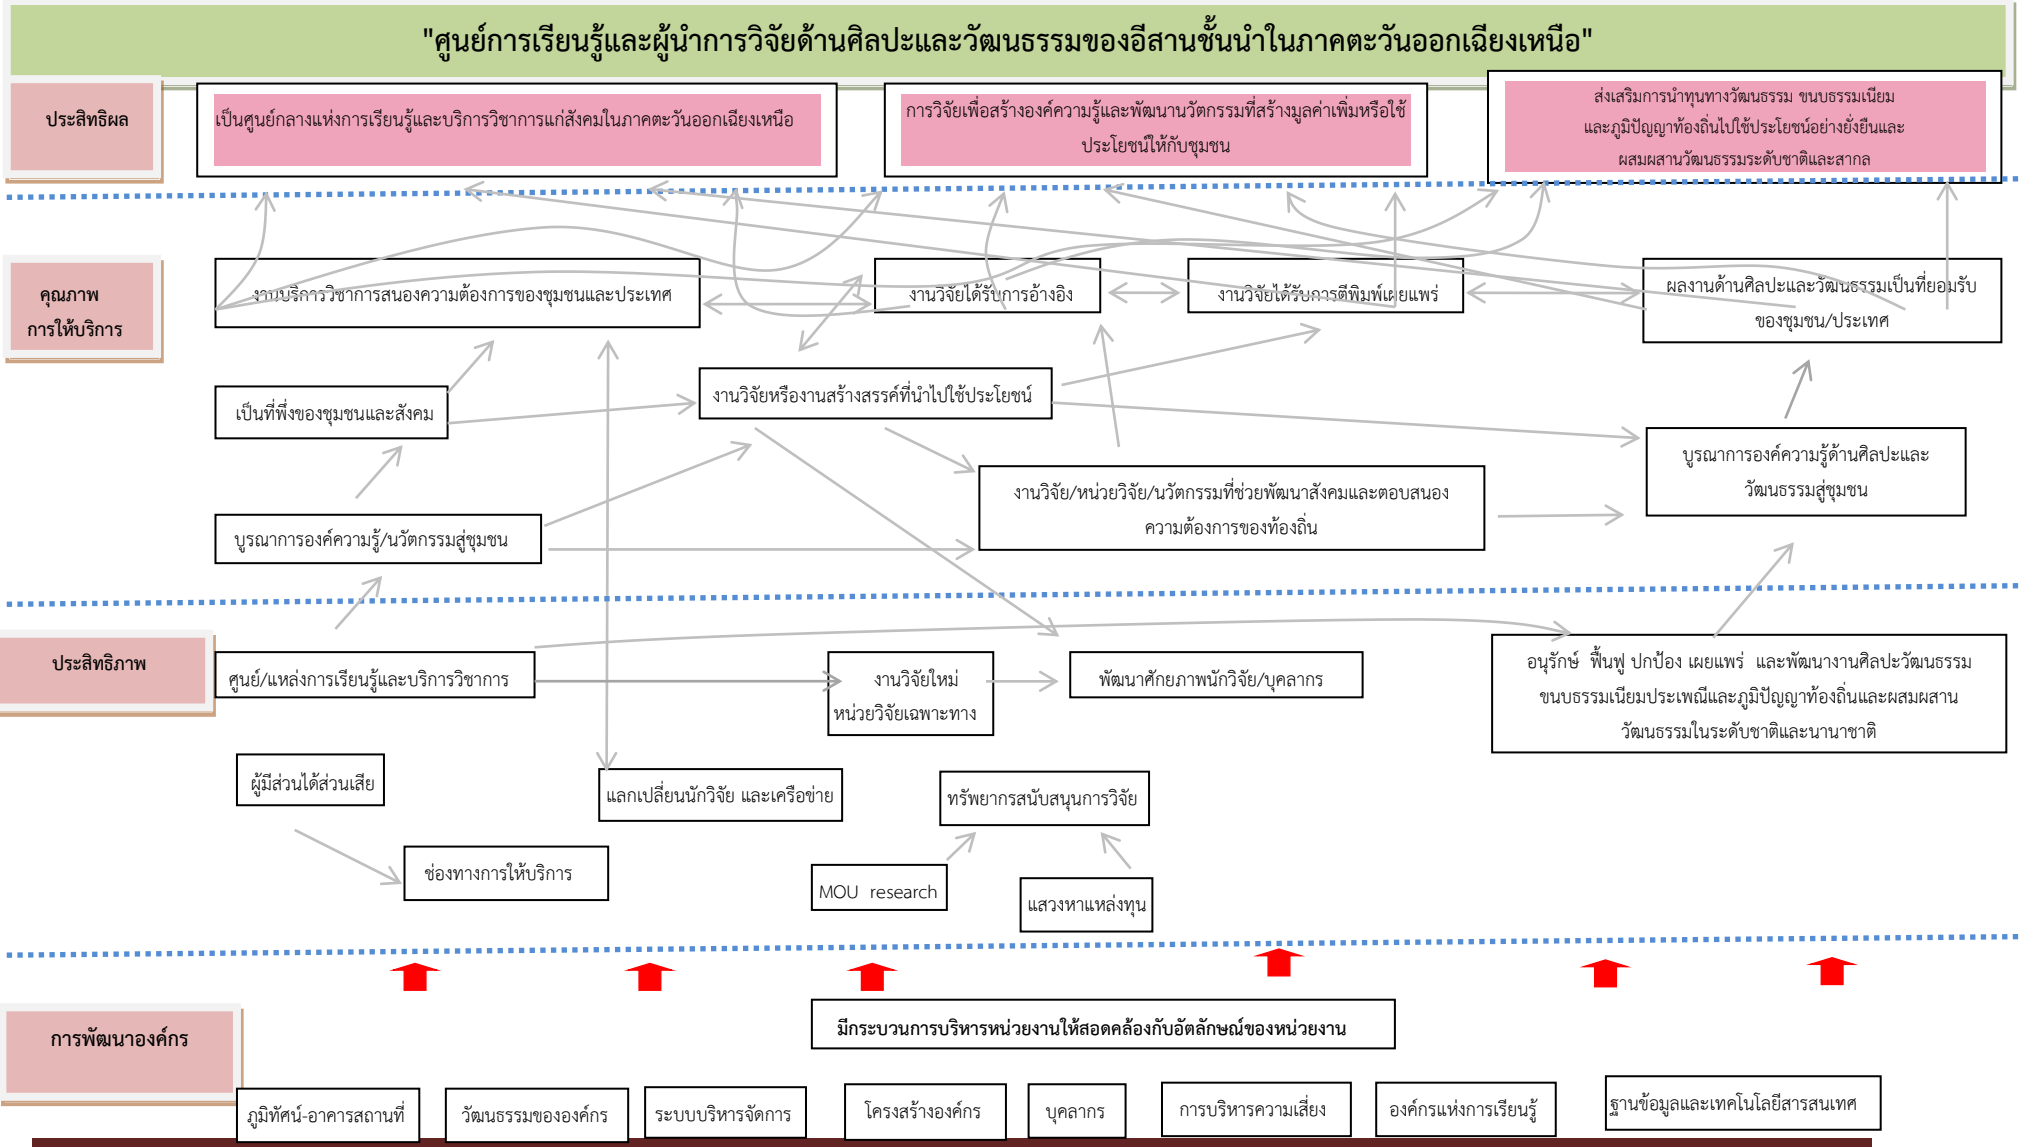 "ศูนย์การเรียนรู้และผู้นำการวิจัยด้านศิลปะและวัฒนธรรมของอีสานชั้นนำในภาคตะวันออกเฉียงเหนือ"
ประสิทธิผล
เป็นศูนย์กลางแห่งการเรียนรู้และบริการวิชาการแก่สังคมในภาคตะวันออกเฉียงเหนือ
การวิจัยเพื่อสร้างองค์ความรู้และพัฒนานวัตกรรมที่สร้างมูลค่าเพิ่มหรือใช้
ประโยชน์ให้กับชุมชน
ส่งเสริมการนำทุนทางวัฒนธรรม ขนบธรรมเนียม
และภูมิปัญญาท้องถิ่นไปใช้ประโยชน์อย่างยั่งยืนและ
ผสมผสานวัฒนธรรมระดับชาติและสากล
คุณภาพ
การให้บริการ
งานบริการวิชาการสนองความต้องการของชุมชนและประเทศ
งานวิจัยได้รับการอ้างอิง
งานวิจัยได้รับการตีพิมพ์เผยแพร่
ผลงานด้านศิลปะและวัฒนธรรมเป็นที่ยอมรับ
ของชุมชน/ประเทศ
เป็นที่พึ่งของชุมชนและสังคม
งานวิจัยหรืองานสร้างสรรค์ที่นำไปใช้ประโยชน์
บูรณาการองค์ความรู้ด้านศิลปะและ
วัฒนธรรมสู่ชุมชน
งานวิจัย/หน่วยวิจัย/นวัตกรรมที่ช่วยพัฒนาสังคมและตอบสนอง
ความต้องการของท้องถิ่น
บูรณาการองค์ความรู้/นวัตกรรมสู่ชุมชน
ประสิทธิภาพ
ศูนย์/แหล่งการเรียนรู้และบริการวิชาการ
งานวิจัยใหม่
หน่วยวิจัยเฉพาะทาง
พัฒนาศักยภาพนักวิจัย/บุคลากร
อนุรักษ์ ฟื้นฟู ปกป้อง เผยแพร่ และพัฒนางานศิลปะวัฒนธรรม
ขนบธรรมเนียมประเพณีและภูมิปัญญาท้องถิ่นและผสมผสาน
วัฒนธรรมในระดับชาติและนานาชาติ
ผู้มีส่วนได้ส่วนเสีย
แลกเปลี่ยนนักวิจัย และเครือข่าย
ทรัพยากรสนับสนุนการวิจัย
ช่องทางการให้บริการ
MOU research
แสวงหาแหล่งทุน
การพัฒนาองค์กร
มีกระบวนการบริหารหน่วยงานให้สอดคล้องกับอัตลักษณ์ของหน่วยงาน
ภูมิทัศน์-อาคารสถานที่
วัฒนธรรมขององค์กร
ระบบบริหารจัดการ
โครงสร้างองค์กร
บุคลากร
การบริหารความเสี่ยง
องค์กรแห่งการเรียนรู้
ฐานข้อมูลและเทคโนโลยีสารสนเทศ